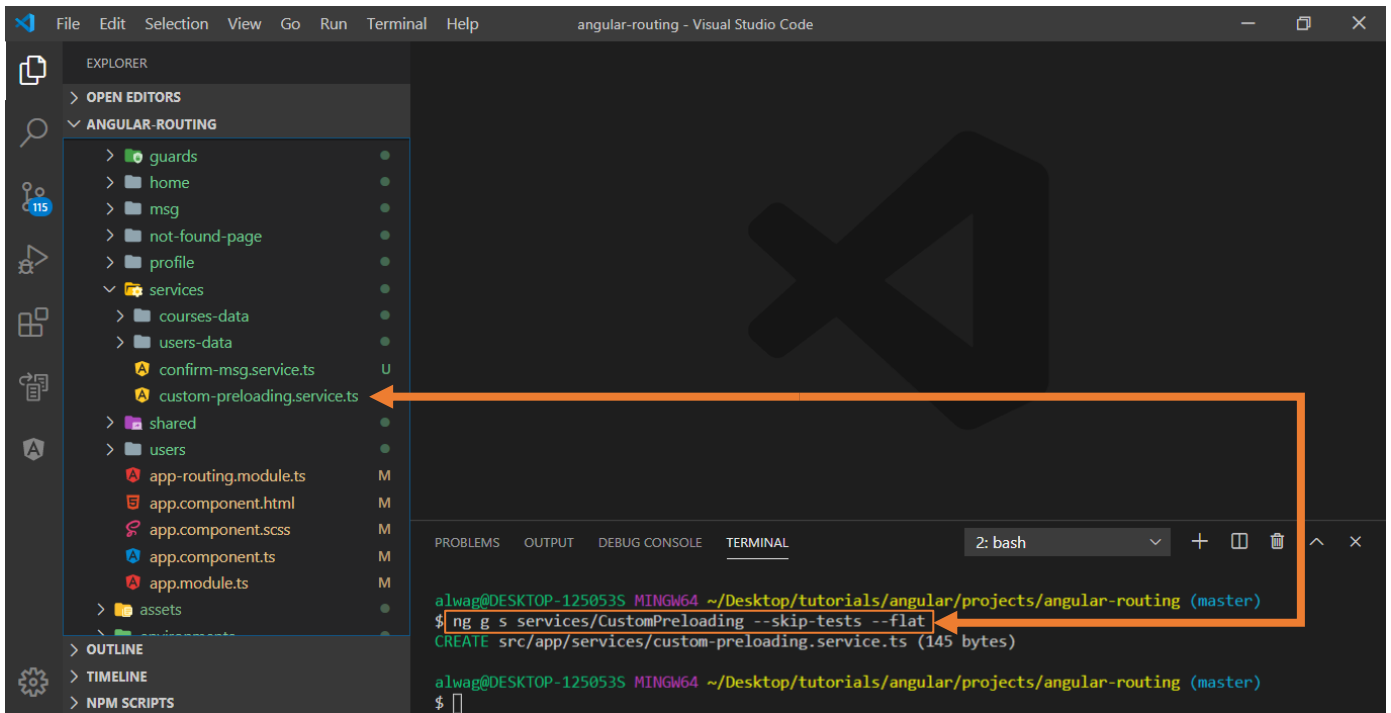 File Edit Selection View Go Run Terminal Help angular-routing - Visual Studio Code
EXPLORER
OPEN EDITORS
ANGULAR-ROUTING
guards
home
msg
not-found-page
profile
services
courses-data
users-data
confirm-msg.service.ts U
custom-preloading.service.ts
shared
users
app-routing.module.ts M
app.component.html M
app.component.scss M
app.component.ts M
app.module.ts M
assets
environments
OUTLINE
TIMELINE
NPM SCRIPTS
115
PROBLEMS OUTPUT DEBUG CONSOLE TERMINAL 2: bash
alwag@DESKTOP-125053S MINGW64 ~/Desktop/tutorials/angular/projects/angular-routing (master)
$ ng g s services/CustomPreloading --skip-tests --flat
CREATE src/app/services/custom-preloading.service.ts (145 bytes)
alwag@DESKTOP-125053S MINGW64 ~/Desktop/tutorials/angular/projects/angular-routing (master)
$